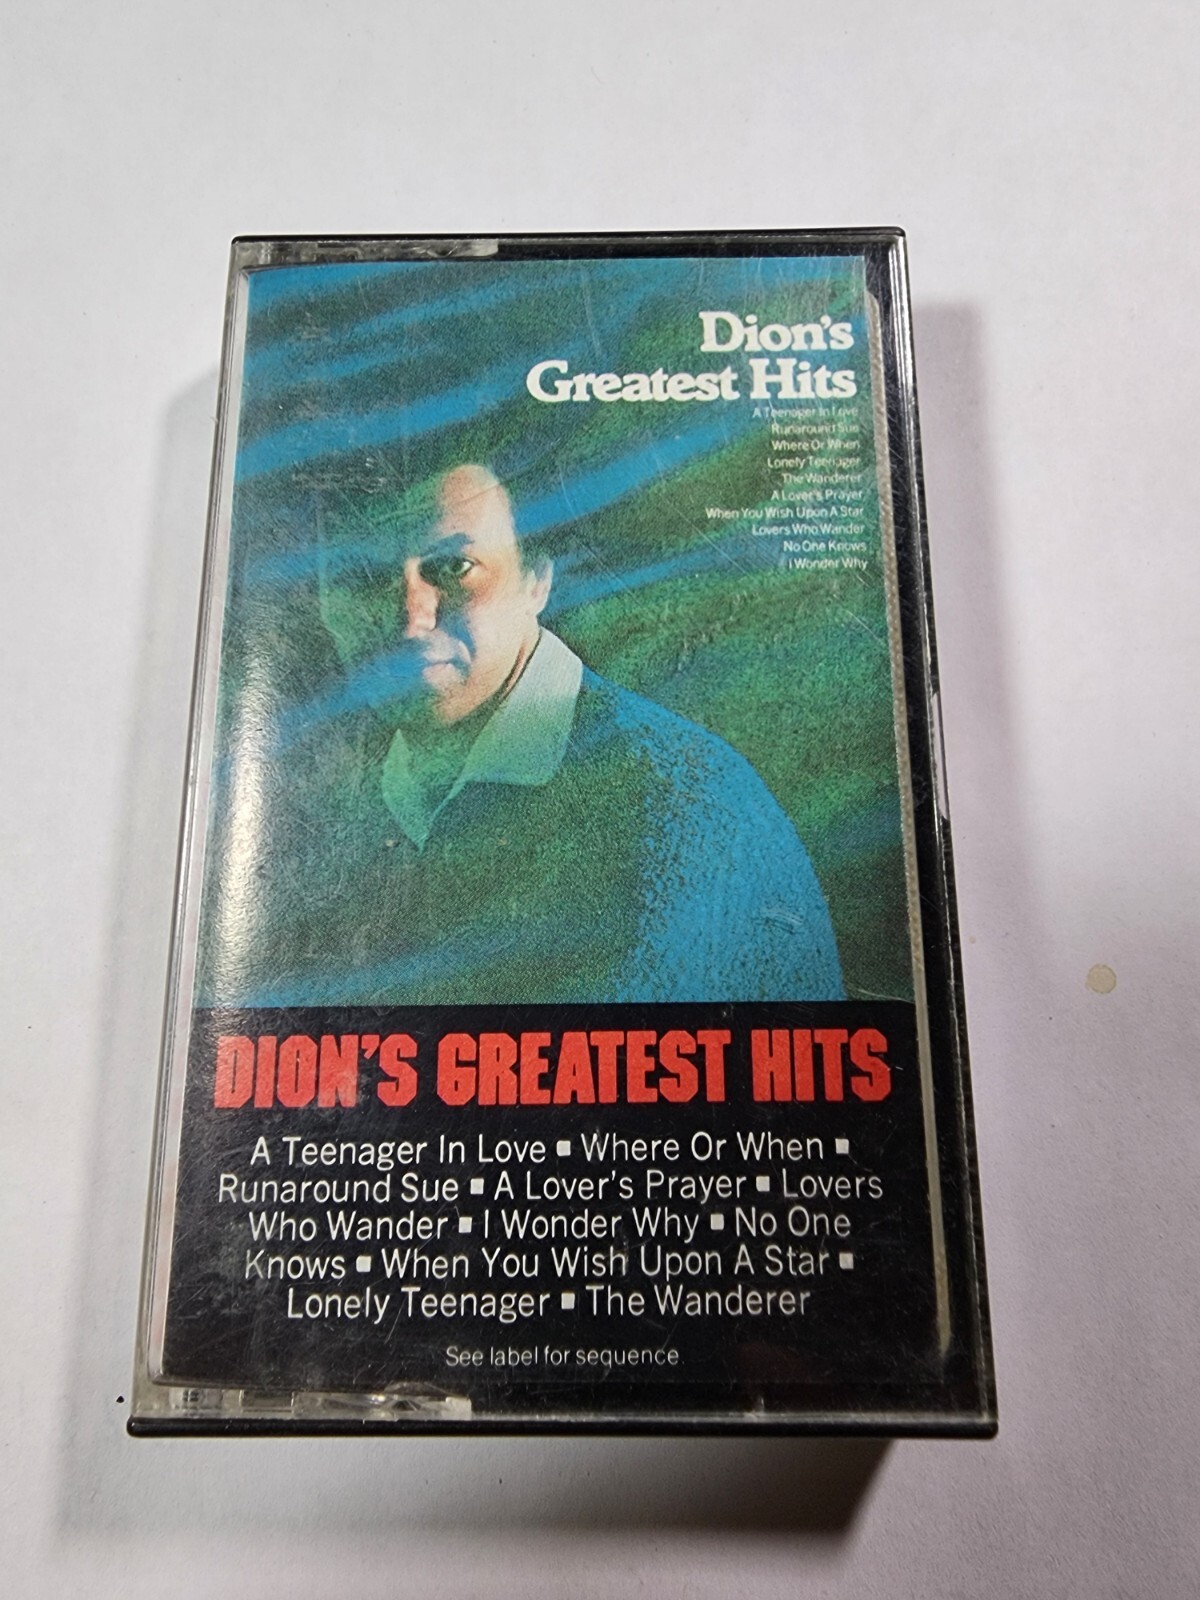 Dion's
Greatest Hits
A Teenager In Love
Runaround Sue
Where Or When
Lonely Teenager
The Wanderer
A Lover's Prayer
When You Wish Upon A Star
Lovers Who Wander
No One Knows
I Wonder Why
DION'S GREATEST HITS
A Teenager In Love ▪ Where Or When ▪
Runaround Sue ▪ A Lover's Prayer ▪ Lovers
Who Wander ▪ I Wonder Why ▪ No One
Knows ▪ When You Wish Upon A Star ▪
Lonely Teenager ▪ The Wanderer
See label for sequence.